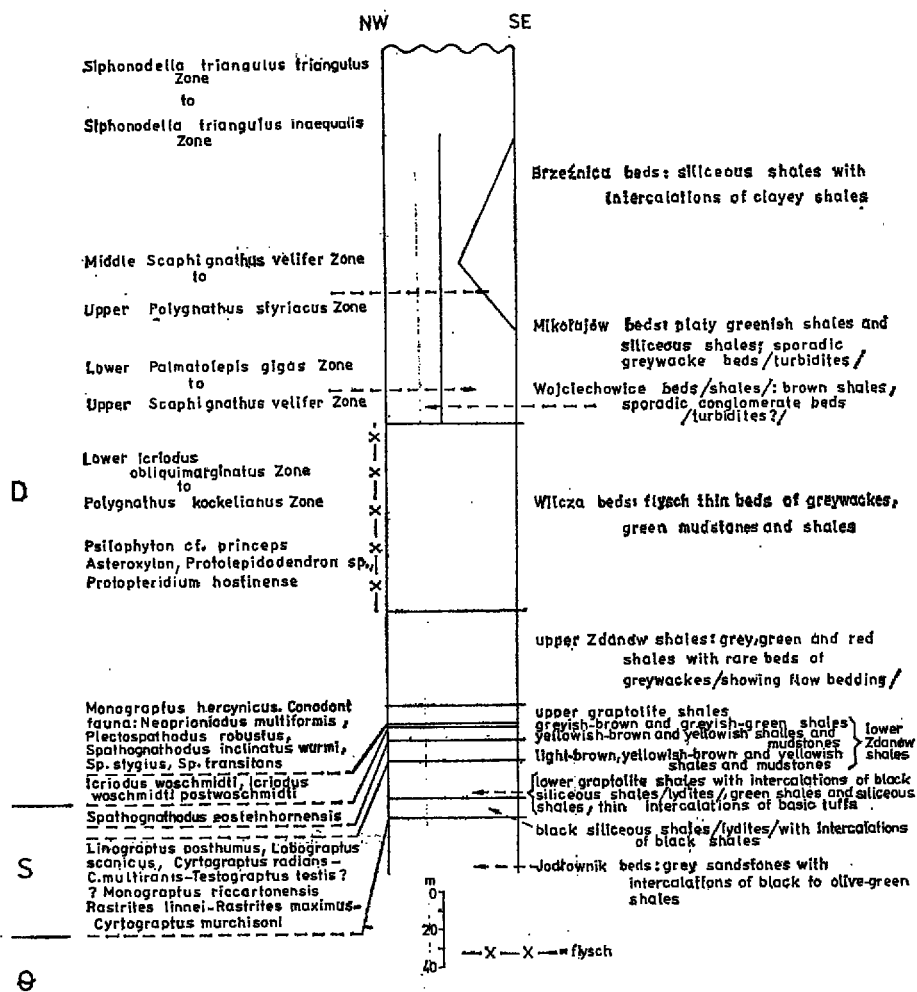 NW SE
Siphonodella triangulus triangulus
Zone
to
Siphonodella triangulus inaequalis
Zone
Middle Scaphignathus velifer Zone
to
Upper Polygnathus styriacus Zone
Lower Palmatolepis gigas Zone
to
Upper Scaphignathus velifer Zone
Lower Icriodus
obliquimarginatus Zone
to
Polygnathus kockelianus Zone
Psilophyton cf. princeps
Asteroxylon, Protolepidodendron sp.,
Protopteridium hostinense
Monograptus hercynicus. Conodont
fauna: Neoprioniodus multiformis,
Plectospathodus robustus,
Spathognathodus inclinatus wurmi,
Sp. stygius, Sp. transitans
Icriodus woschmidti, Icriodus
woschmidti postwoschmidti
Spathognathodus eosteinhornensis
Linograptus posthumus, Lobograptus
scanicus, Cyrtograptus radians-
C.multiramis-Testograptus testis?
? Monograptus riccartonensis
Rastrites linnei-Rastrites maximus-
Cyrtograptus murchisoni
D
S
Brzeźnica beds: siliceous shales with
intercalations of clayey shales
Mikołajów beds: platy greenish shales and
siliceous shales; sporadic
greywacke beds/turbidites/
Wojciechowice beds/shales/: brown shales,
sporadic conglomerate beds
/turbidites?/
Wilcza beds: flysch thin beds of greywackes,
green mudstones and shales
upper Zdanów shales: grey, green and red
shales with rare beds of
greywackes/showing flow bedding/
upper graptolite shales
greyish-brown and greyish-green shales
yellowish-brown and yellowish shales and
mudstones
light-brown, yellowish-brown and yellowish
shales and mudstones
lower
Zdanów
shales
lower graptolite shales with intercalations of black
siliceous shales/lydites/, green shales and siliceous
shales, thin intercalations of basic tuffs
black siliceous shales/lydites/with intercalations
of black shales
Jodłownik beds: grey sandstones with
intercalations of black to olive-green
shales
m
0
20
40
—X—X— flysch